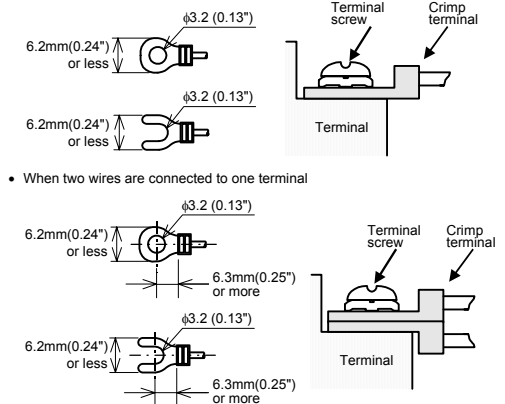 ϕ3.2 (0.13")
6.2mm(0.24")
or less
Terminal
screw
Crimp
terminal
ϕ3.2 (0.13")
6.2mm(0.24")
or less
Terminal
• When two wires are connected to one terminal
ϕ3.2 (0.13")
6.2mm(0.24")
or less
6.3mm(0.25")
or more
Terminal
screw
Crimp
terminal
ϕ3.2 (0.13")
6.2mm(0.24")
or less
6.3mm(0.25")
or more
Terminal